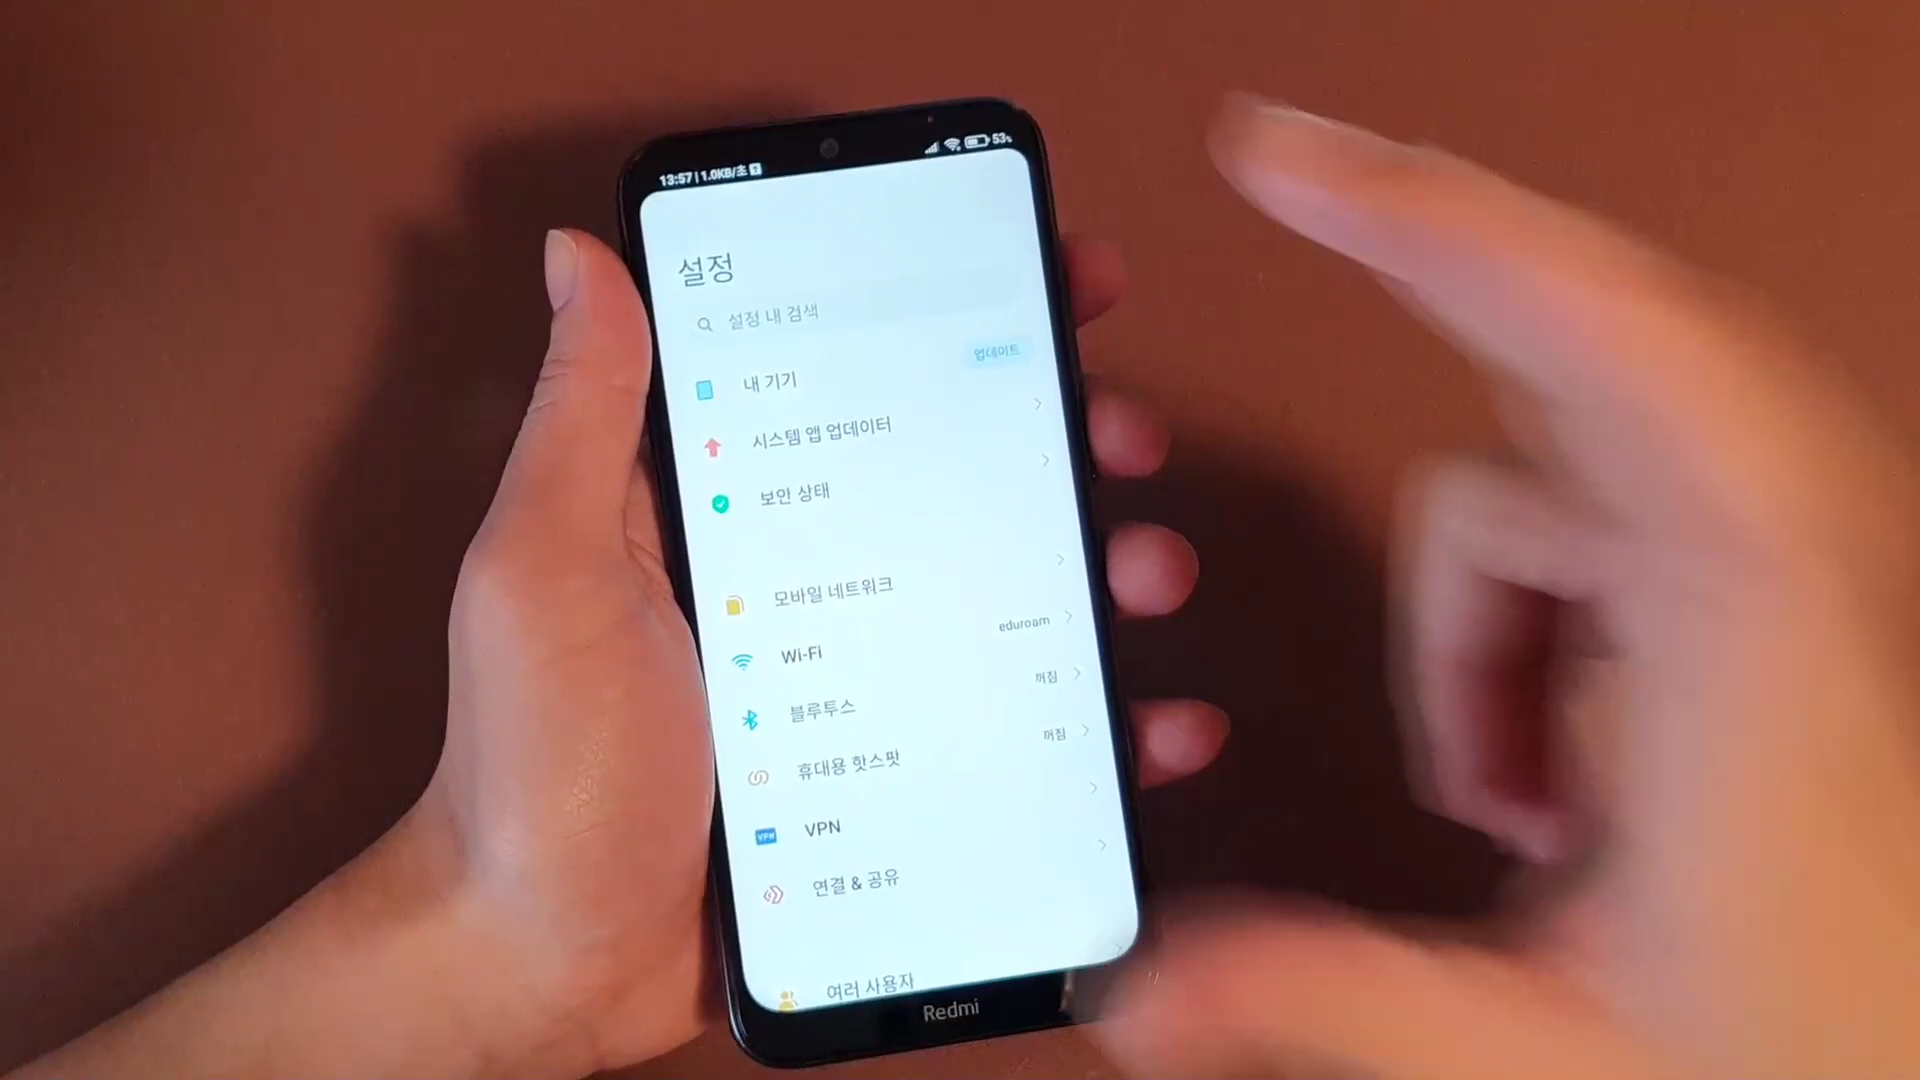 13:57 | 1.0KB/초
53%
설정
설정 내 검색
내 기기
업데이트
시스템 앱 업데이터
보안 상태
모바일 네트워크
Wi-Fi
eduroam
블루투스
꺼짐
휴대용 핫스팟
꺼짐
VPN
VPN
연결 & 공유
여러 사용자
Redmi